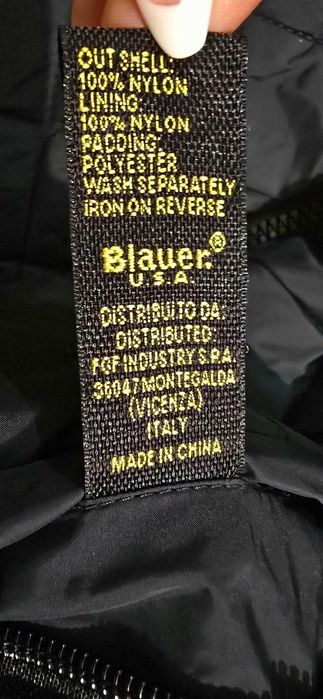 OUT SHELL:
100% NYLON
LINING:
100% NYLON
PADDING:
POLYESTER
WASH SEPARATELY
IRON ON REVERSE
Blauer.®
U.S.A
DISTRIBUITO DA:
DISTRIBUTED
FGF INDUSTRY S.P.A.
36047 MONTEGALDA
(VICENZA)
ITALY
MADE IN CHINA